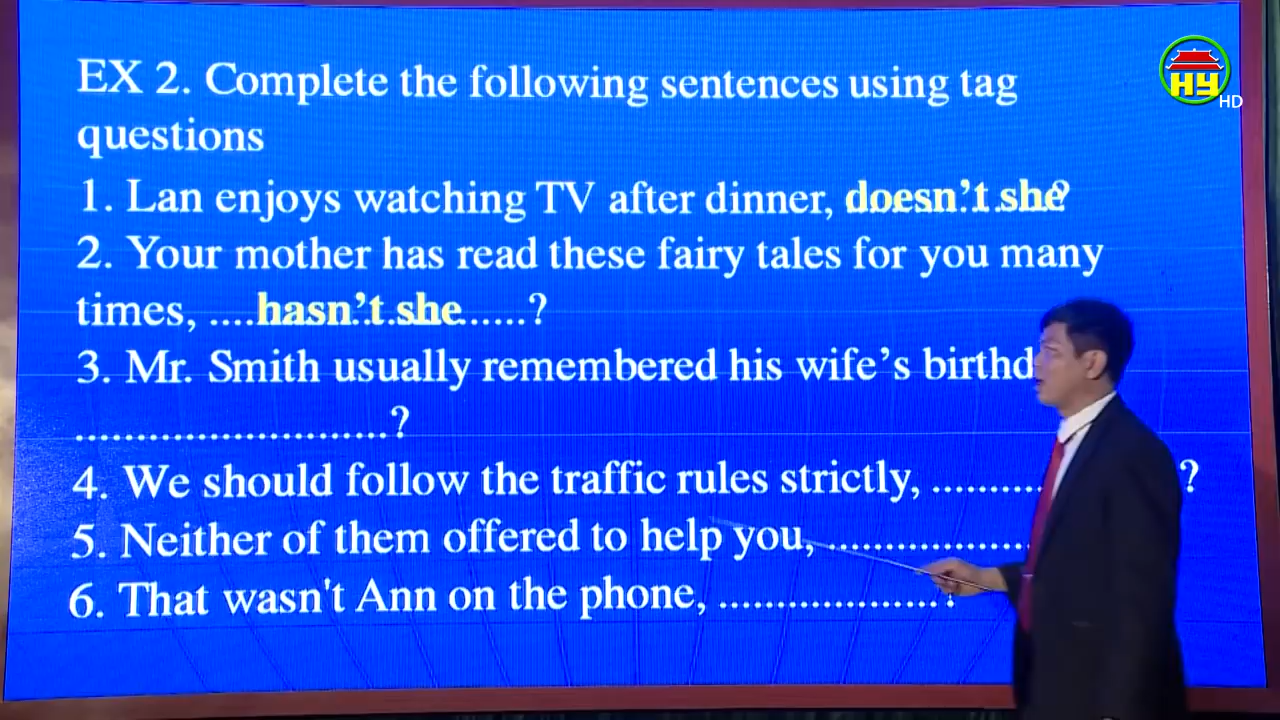 EX 2. Complete the following sentences using tag
questions
1. Lan enjoys watching TV after dinner, doesn't she?
2. Your mother has read these fairy tales for you many
times, ....hasn't she......?
3. Mr. Smith usually remembered his wife's
..........................?
4. We should follow the traffic rules strictly, .......... ?
5. Neither of them offered to help you, .................
6. That wasn't Ann on the phone, ...................?
HY
HD